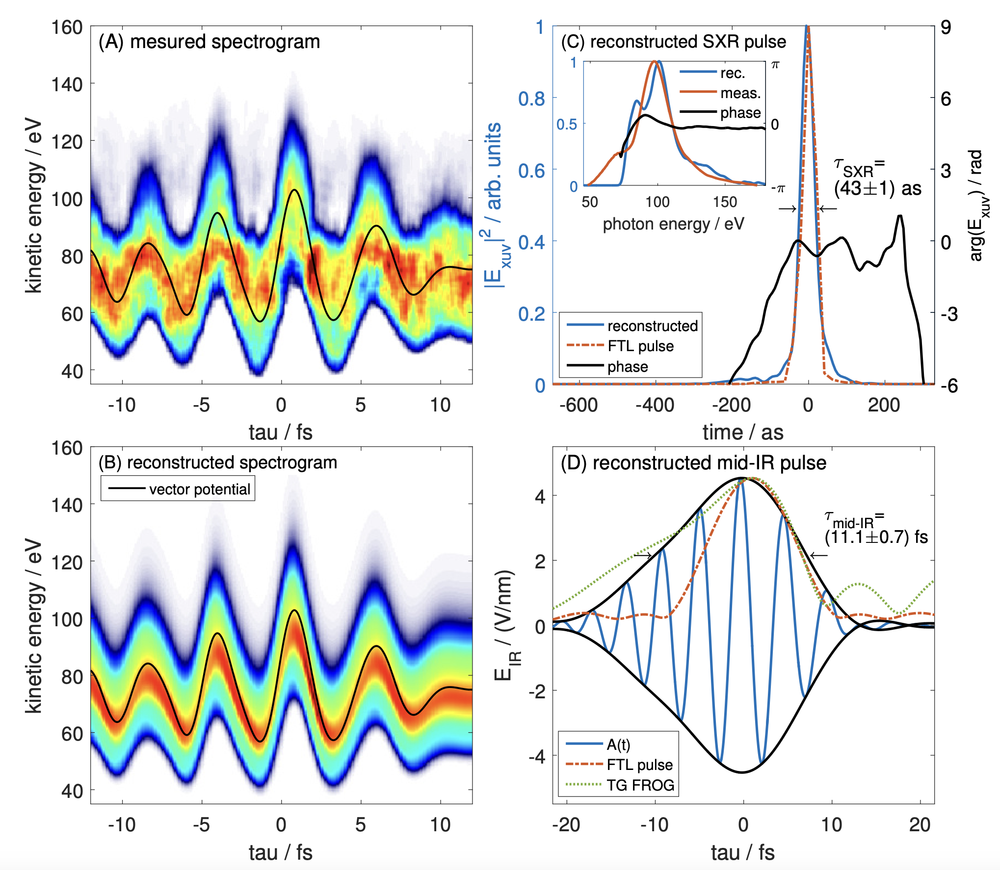 (A) mesured spectrogram
160
140
120
100
80
60
40
kinetic energy / eV
-10 -5 0 5 10
tau / fs
(C) reconstructed SXR pulse
1
0.8
0.6
0.4
0.2
0
|Exuv|2 / arb. units
9
6
3
0
-3
-6
arg(Exuv) / rad
1
0.5
0
π
0
-π
rec.
meas.
phase
50 100 150
photon energy / eV
τSXR=
(43±1) as
reconstructed
FTL pulse
phase
-600 -400 -200 0 200
time / as
(B) reconstructed spectrogram
vector potential
160
140
120
100
80
60
40
kinetic energy / eV
-10 -5 0 5 10
tau / fs
(D) reconstructed mid-IR pulse
4
2
0
-2
-4
EIR / (V/nm)
τmid-IR=
(11.1±0.7) fs
A(t)
FTL pulse
TG FROG
-20 -10 0 10 20
tau / fs